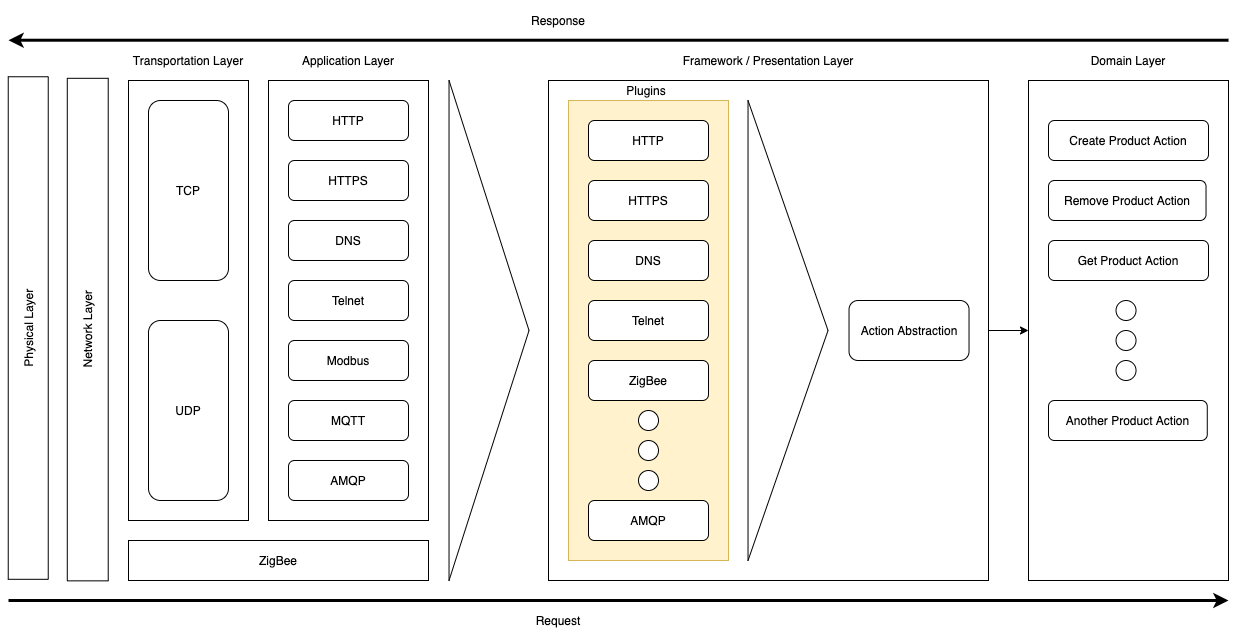 Response
Transportation Layer
Application Layer
Framework / Presentation Layer
Domain Layer
Physical Layer
Network Layer
TCP
UDP
HTTP
HTTPS
DNS
Telnet
Modbus
MQTT
AMQP
ZigBee
Plugins
HTTP
HTTPS
DNS
Telnet
ZigBee
AMQP
Action Abstraction
Create Product Action
Remove Product Action
Get Product Action
Another Product Action
Request